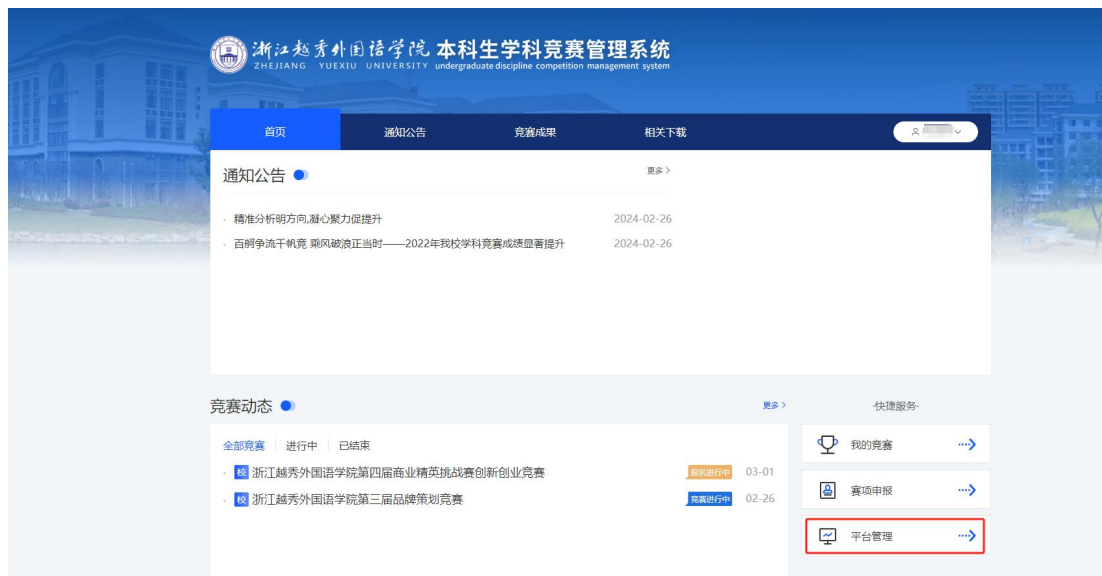 浙江越秀外国语学院 本科生学科竞赛管理系统
ZHEJIANG YUEXIU UNIVERSITY undergraduate discipline competition management system
首页 通知公告 竞赛成果 相关下载
通知公告 更多 >
精准分析明方向,凝心聚力促提升 2024-02-26
百舸争流千帆竞 乘风破浪正当时——2022年我校学科竞赛成绩显著提升 2024-02-26
竞赛动态 更多 > ·快捷服务·
全部竞赛 进行中 已结束
我的竞赛
校 浙江越秀外国语学院第四届商业精英挑战赛创新创业竞赛 报名进行中 03-01
赛项申报
校 浙江越秀外国语学院第三届品牌策划竞赛 竞赛进行中 02-26
平台管理